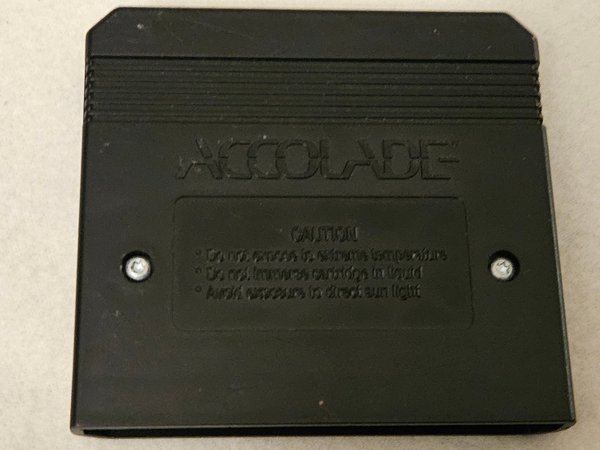 ACCOLADE
CAUTION
° Do not expose to extreme temperature
° Do not immerse cartridge in liquid
° Avoid exposure to direct sun light